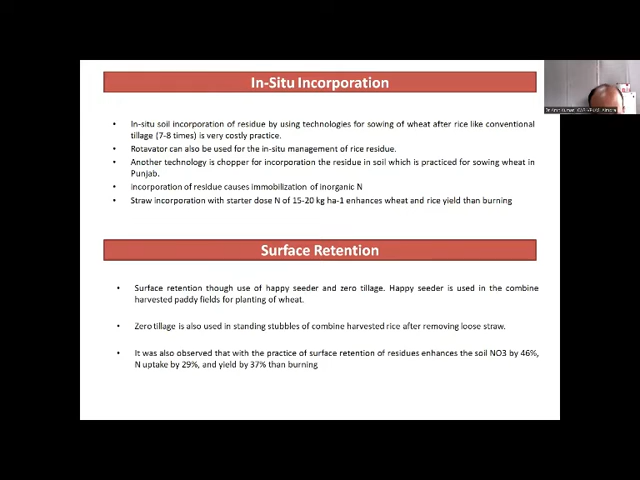 In-Situ Incorporation
• In-situ soil incorporation of residue by using technologies for sowing of wheat after rice like conventional
tillage (7-8 times) is very costly practice.
• Rotavator can also be used for the in-situ management of rice residue.
• Another technology is chopper for incorporation the residue in soil which is practiced for sowing wheat in
Punjab.
• Incorporation of residue causes immobilization of inorganic N
• Straw incorporation with starter dose N of 15-20 kg ha-1 enhances wheat and rice yield than burning
Surface Retention
• Surface retention though use of happy seeder and zero tillage. Happy seeder is used in the combine
harvested paddy fields for planting of wheat.
• Zero tillage is also used in standing stubbles of combine harvested rice after removing loose straw.
• It was also observed that with the practice of surface retention of residues enhances the soil NO3 by 46%,
N uptake by 29%, and yield by 37% than burning